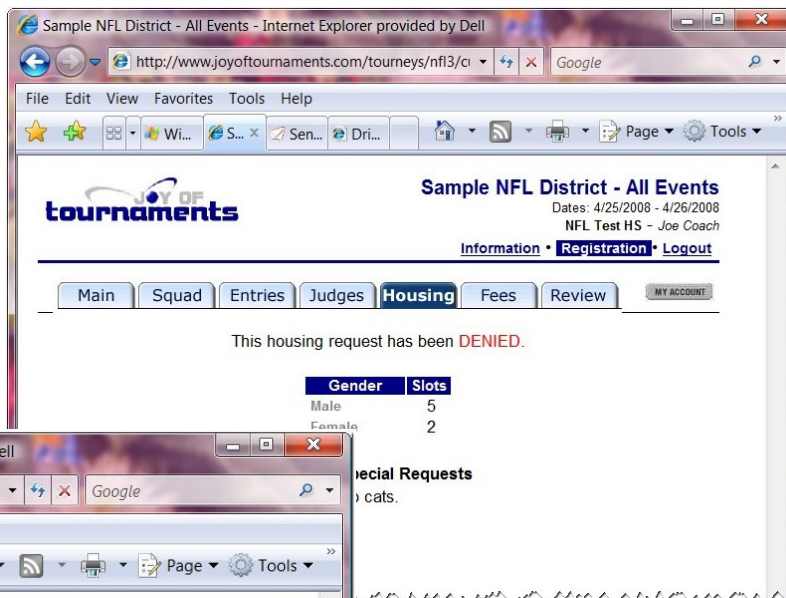 Sample NFL District - All Events - Internet Explorer provided by Dell
http://www.joyoftournaments.com/tourneys/nfl3/
Google
File Edit View Favorites Tools Help
Wi... S... Sen... Dri...
Page Tools
JOY OF
tournaments
Sample NFL District - All Events
Dates: 4/25/2008 - 4/26/2008
NFL Test HS - Joe Coach
Information • Registration • Logout
Main Squad Entries Judges Housing Fees Review MY ACCOUNT
This housing request has been DENIED.
Gender Slots
Male 5
Female 2
Requests
cats.
Google
Page Tools